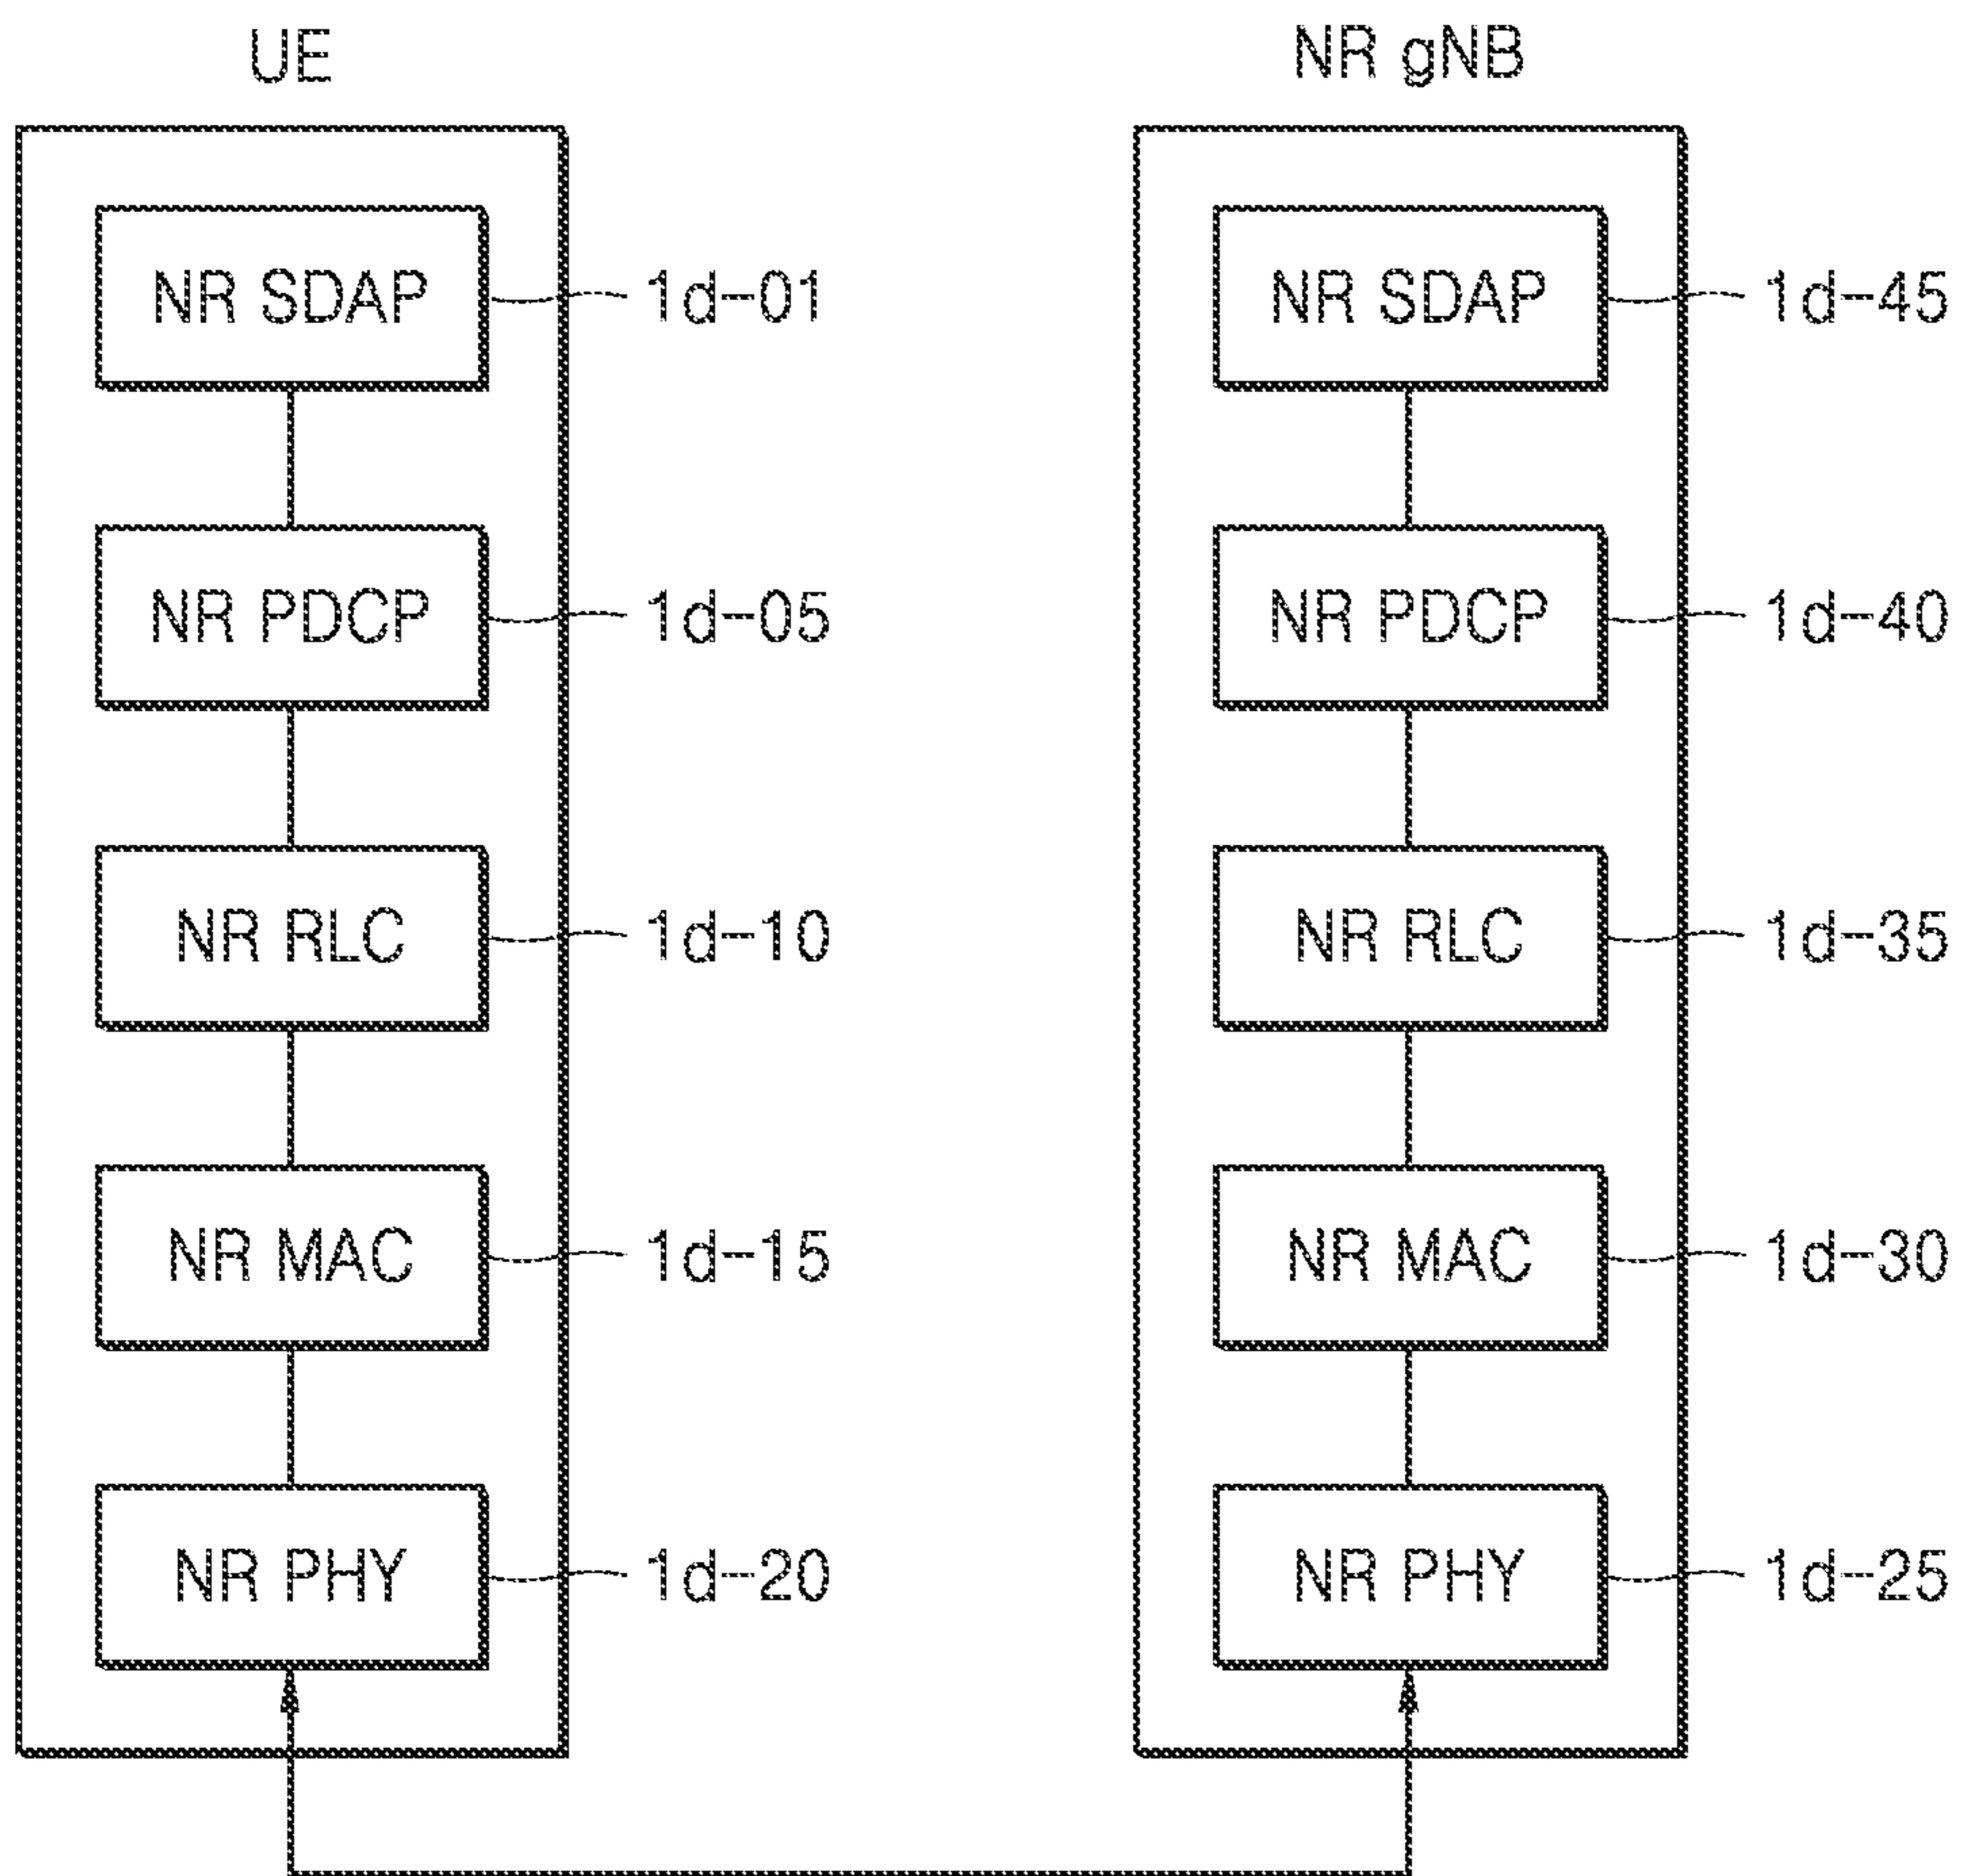 UE
NR gNB
NR SDAP
1d-01
NR SDAP
1d-45
NR PDCP
1d-05
NR PDCP
1d-40
NR RLC
1d-10
NR RLC
1d-35
NR MAC
1d-15
NR MAC
1d-30
NR PHY
1d-20
NR PHY
1d-25